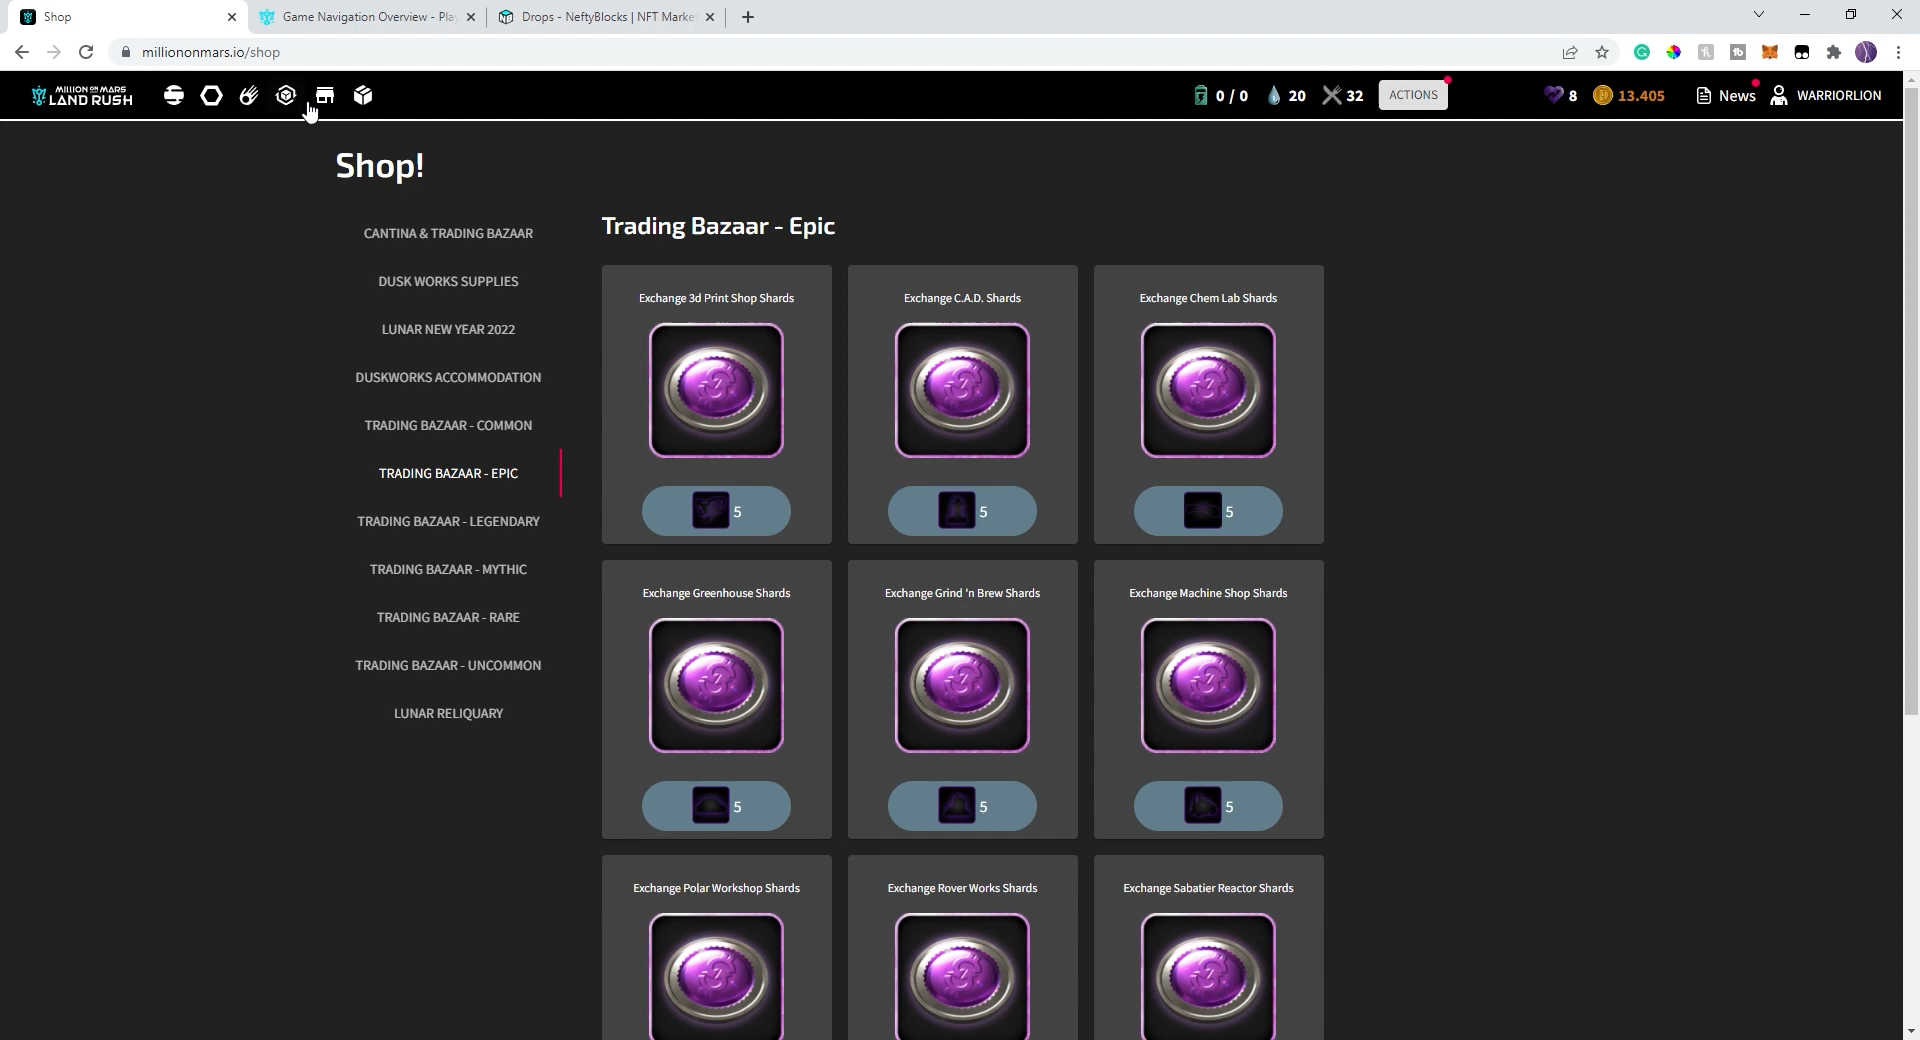 Shop
Game Navigation Overview - Play
Drops - NeftyBlocks | NFT Marke
milliononmars.io/shop
MILLION ON MARS
LAND RUSH
0 / 0
20
32
ACTIONS
8
13.405
News
WARRIORLION
Shop!
CANTINA & TRADING BAZAAR
DUSK WORKS SUPPLIES
LUNAR NEW YEAR 2022
DUSKWORKS ACCOMMODATION
TRADING BAZAAR - COMMON
TRADING BAZAAR - EPIC
TRADING BAZAAR - LEGENDARY
TRADING BAZAAR - MYTHIC
TRADING BAZAAR - RARE
TRADING BAZAAR - UNCOMMON
LUNAR RELIQUARY
Trading Bazaar - Epic
Exchange 3d Print Shop Shards
5
Exchange C.A.D. Shards
5
Exchange Chem Lab Shards
5
Exchange Greenhouse Shards
5
Exchange Grind 'n Brew Shards
5
Exchange Machine Shop Shards
5
Exchange Polar Workshop Shards
Exchange Rover Works Shards
Exchange Sabatier Reactor Shards